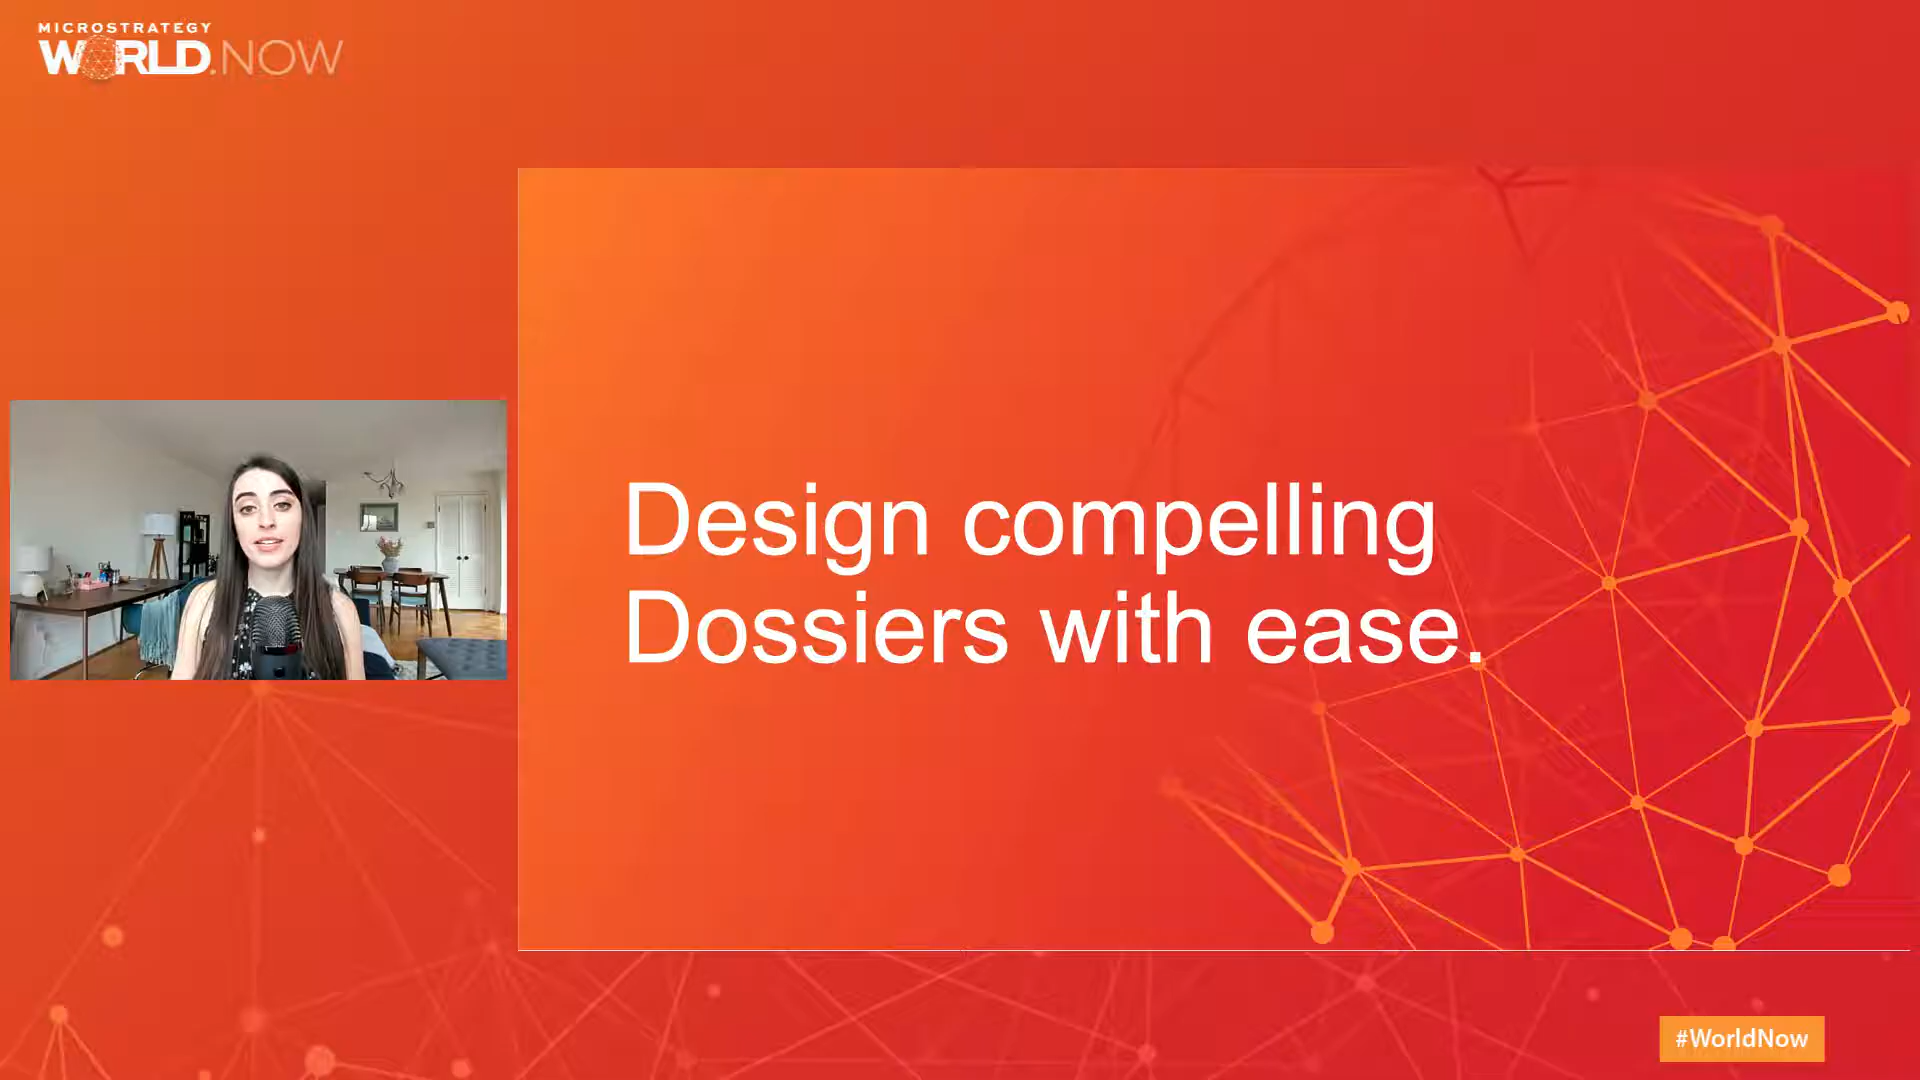 MICROSTRATEGY
WORLD.NOW
Design compelling
Dossiers with ease.
#WorldNow